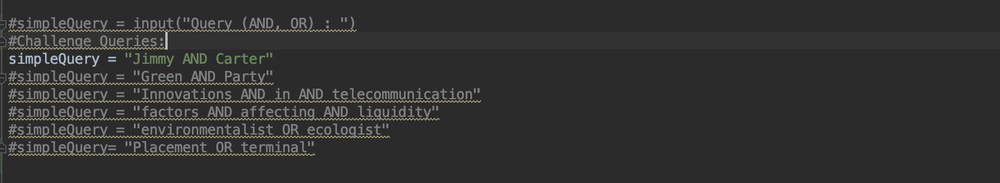 #simpleQuery = input("Query (AND, OR) : ")
#Challenge Queries:
simpleQuery = "Jimmy AND Carter"
#simpleQuery = "Green AND Party"
#simpleQuery = "Innovations AND in AND telecommunication"
#simpleQuery = "factors AND affecting AND liquidity"
#simpleQuery = "environmentalist OR ecologist"
#simpleQuery= "Placement OR terminal"